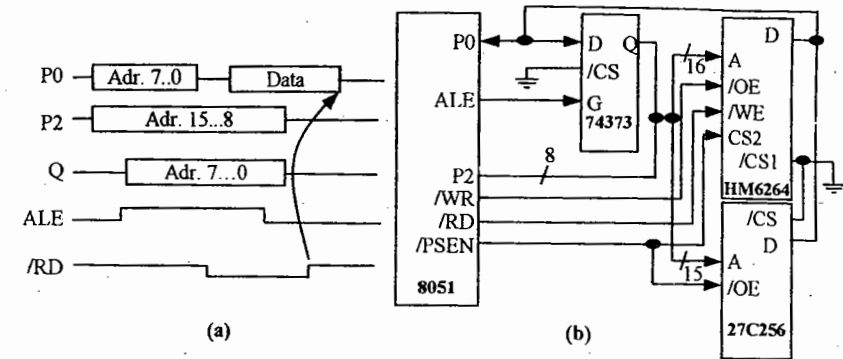 P0
Adr. 7..0
Data
P2
Adr. 15...8
Q
Adr. 7...0
ALE
/RD
(a)
P0
ALE
P2
/WR
/RD
/PSEN
8051
8
D
Q
/CS
G
74373
16
D
A
/OE
/WE
CS2
/CS1
HM6264
/CS
D
15
A
/OE
27C256
(b)